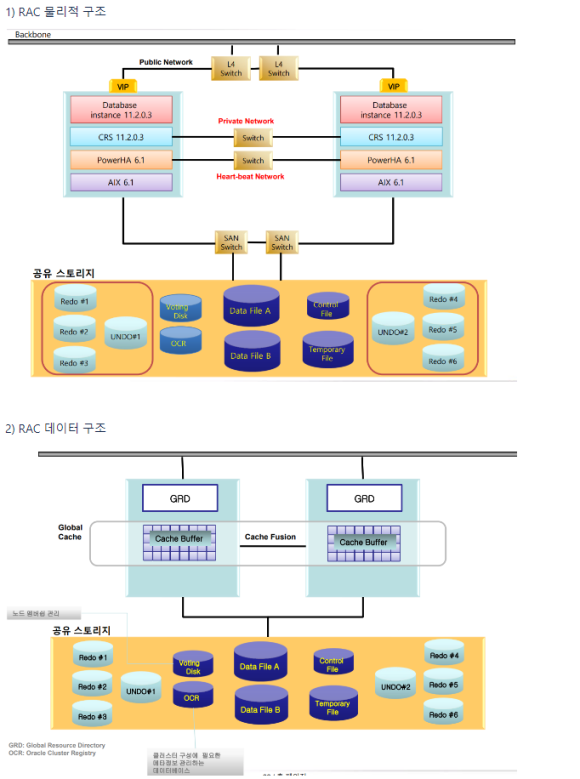 1) RAC 물리적 구조
Backbone
Public Network
L4
Switch
L4
Switch
VIP
VIP
Database
instance 11.2.0.3
Database
instance 11.2.0.3
Private Network
CRS 11.2.0.3
Switch
CRS 11.2.0.3
PowerHA 6.1
Switch
PowerHA 6.1
Heart-beat Network
AIX 6.1
AIX 6.1
SAN
Switch
SAN
Switch
공유 스토리지
Redo #1
Redo #2
Redo #3
UNDO#1
Voting
Disk
OCR
Data File A
Data File B
Control
File
Temporary
File
UNDO#2
Redo #4
Redo #5
Redo #6
2) RAC 데이터 구조
GRD
GRD
Global
Cache
Cache Buffer
Cache Fusion
Cache Buffer
노드 멤버쉽 관리
공유 스토리지
Redo #1
Redo #2
Redo #3
UNDO#1
Voting
Disk
OCR
Data File A
Data File B
Control
File
Temporary
File
UNDO#2
Redo #4
Redo #5
Redo #6
GRD: Global Resource Directory
OCR: Oracle Cluster Registry
클러스터 구성에 필요한
메타정보 관리하는
데이터베이스